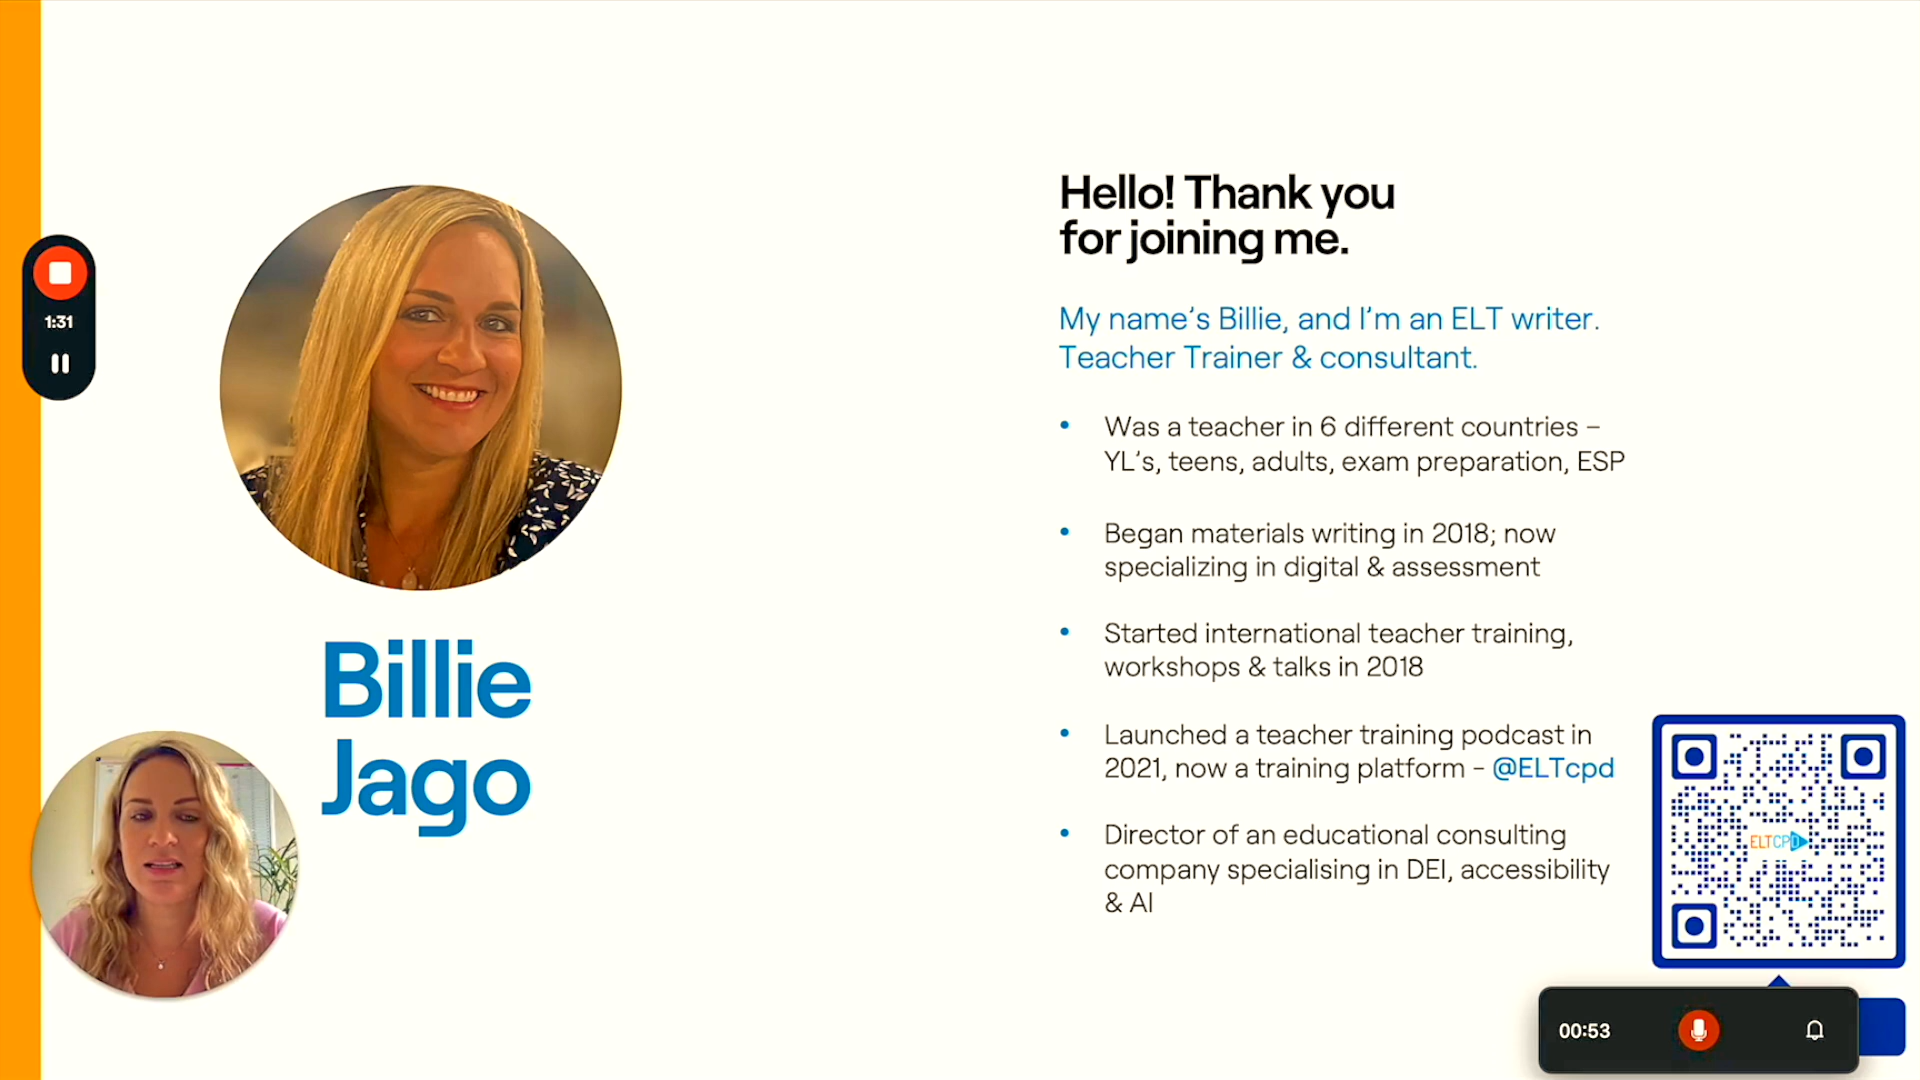 Hello! Thank you
for joining me.
My name's Billie, and I'm an ELT writer.
Teacher Trainer & consultant.
• Was a teacher in 6 different countries –
YL's, teens, adults, exam preparation, ESP
• Began materials writing in 2018; now
specializing in digital & assessment
• Started international teacher training,
workshops & talks in 2018
• Launched a teacher training podcast in
2021, now a training platform - @ELTcpd
• Director of an educational consulting
company specialising in DEI, accessibility
& AI
Billie
Jago
1:31
ELTCPD
00:53